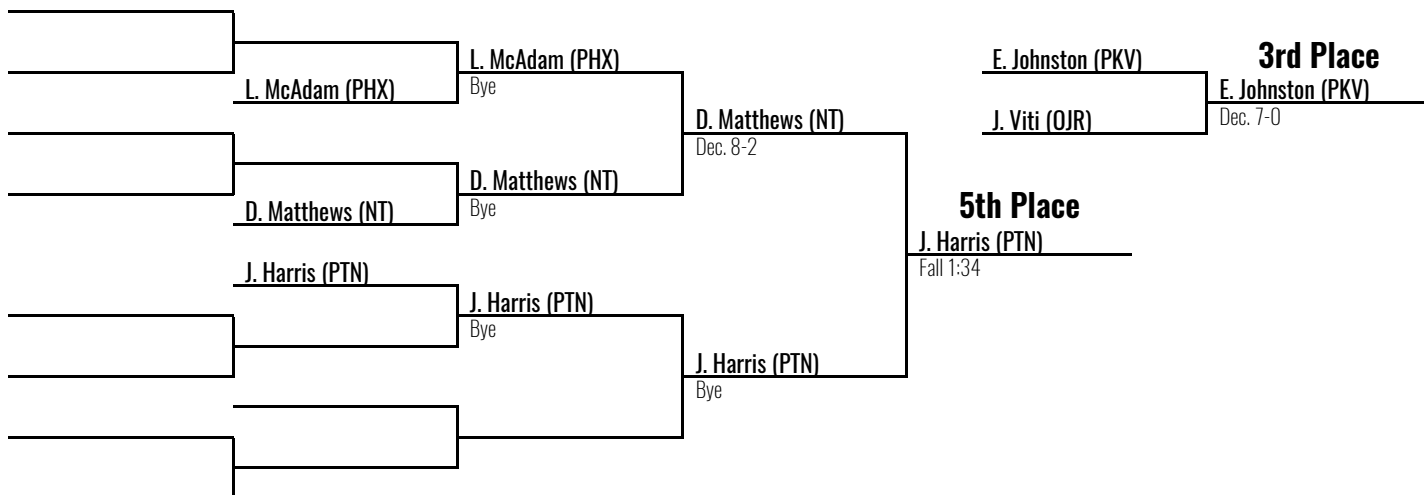 L. McAdam (PHX)
L. McAdam (PHX)
Bye
D. Matthews (NT)
D. Matthews (NT)
Bye
D. Matthews (NT)
Dec. 8-2
J. Harris (PTN)
J. Harris (PTN)
Bye
J. Harris (PTN)
Bye
5th Place
J. Harris (PTN)
Fall 1:34
E. Johnston (PKV)
J. Viti (OJR)
3rd Place
E. Johnston (PKV)
Dec. 7-0